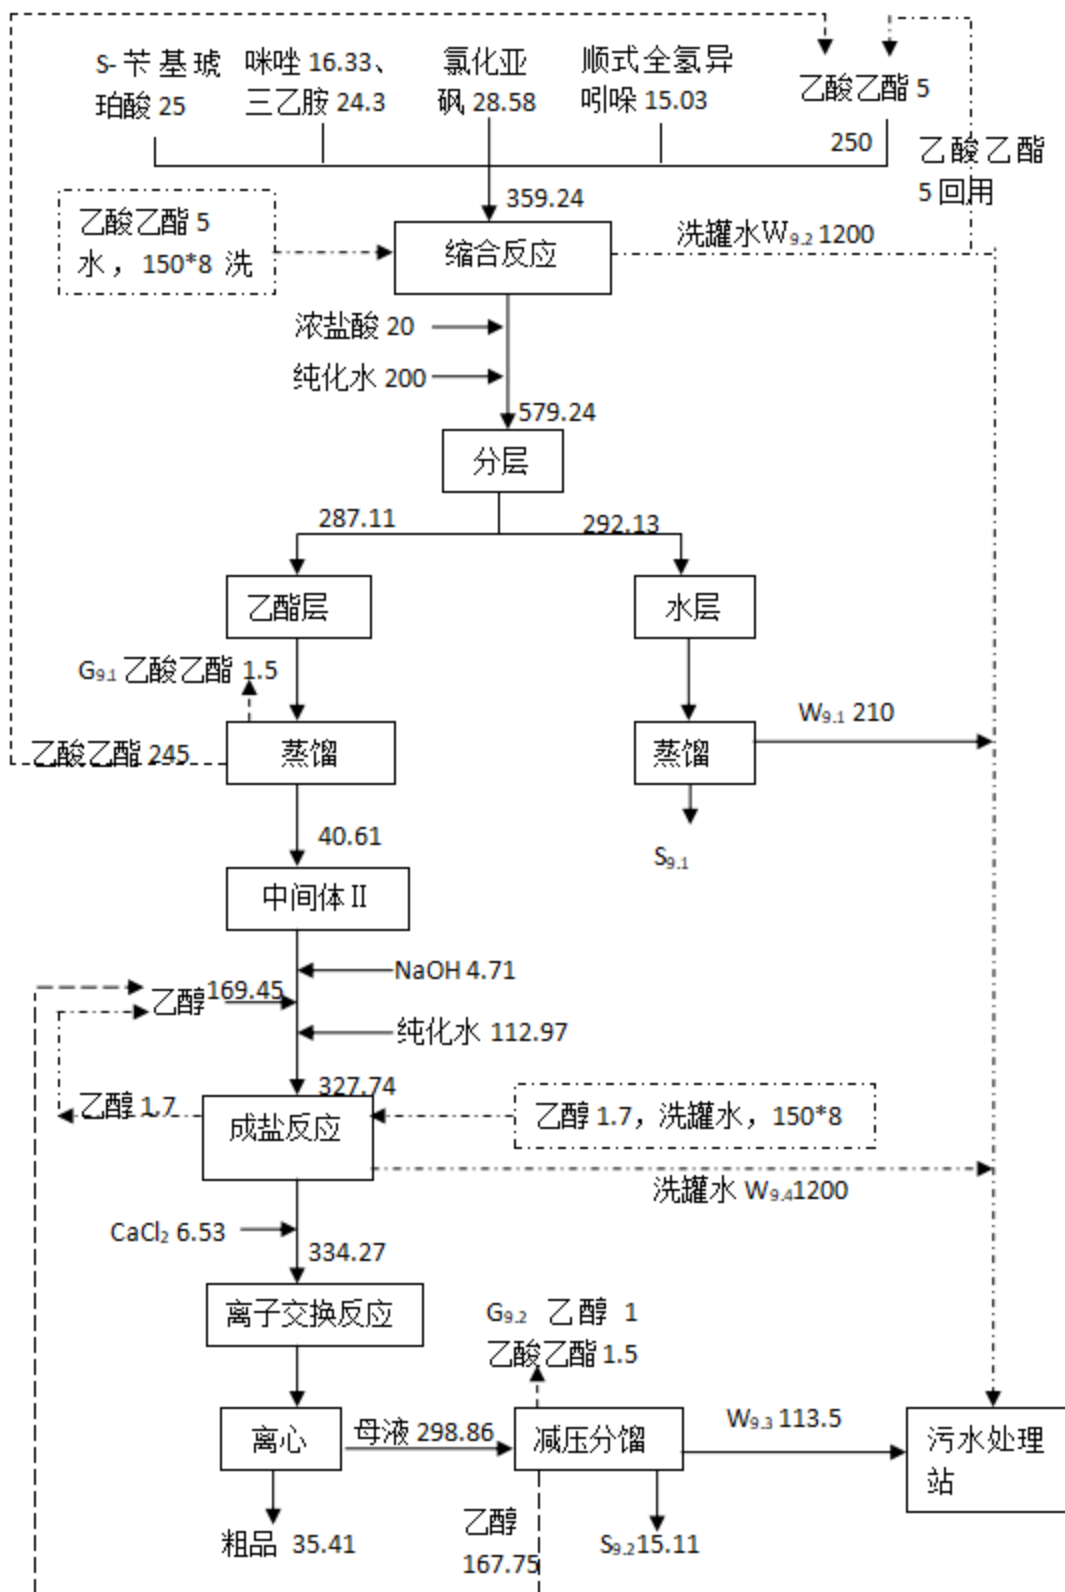 S-苄基琥
珀酸 25
咪唑 16.33、
三乙胺 24.3
氯化亚
砜 28.58
顺式全氢异
吲哚 15.03
乙酸乙酯 5
250
乙酸乙酯
5 回用
359.24
乙酸乙酯 5
水，150*8 洗
缩合反应
洗罐水W9.2 1200
浓盐酸 20
纯化水 200
579.24
分层
287.11
292.13
乙酯层
水层
G9.1 乙酸乙酯 1.5
W9.1 210
乙酸乙酯 245
蒸馏
蒸馏
40.61
S9.1
中间体Ⅱ
NaOH 4.71
乙醇 169.45
纯化水 112.97
327.74
乙醇 1.7
成盐反应
乙醇 1.7，洗罐水，150*8
洗罐水 W9.4 1200
CaCl2 6.53
334.27
离子交换反应
G9.2 乙醇 1
乙酸乙酯 1.5
离心
母液 298.86
减压分馏
W9.3 113.5
污水处理
站
粗品 35.41
乙醇
167.75
S9.2 15.11